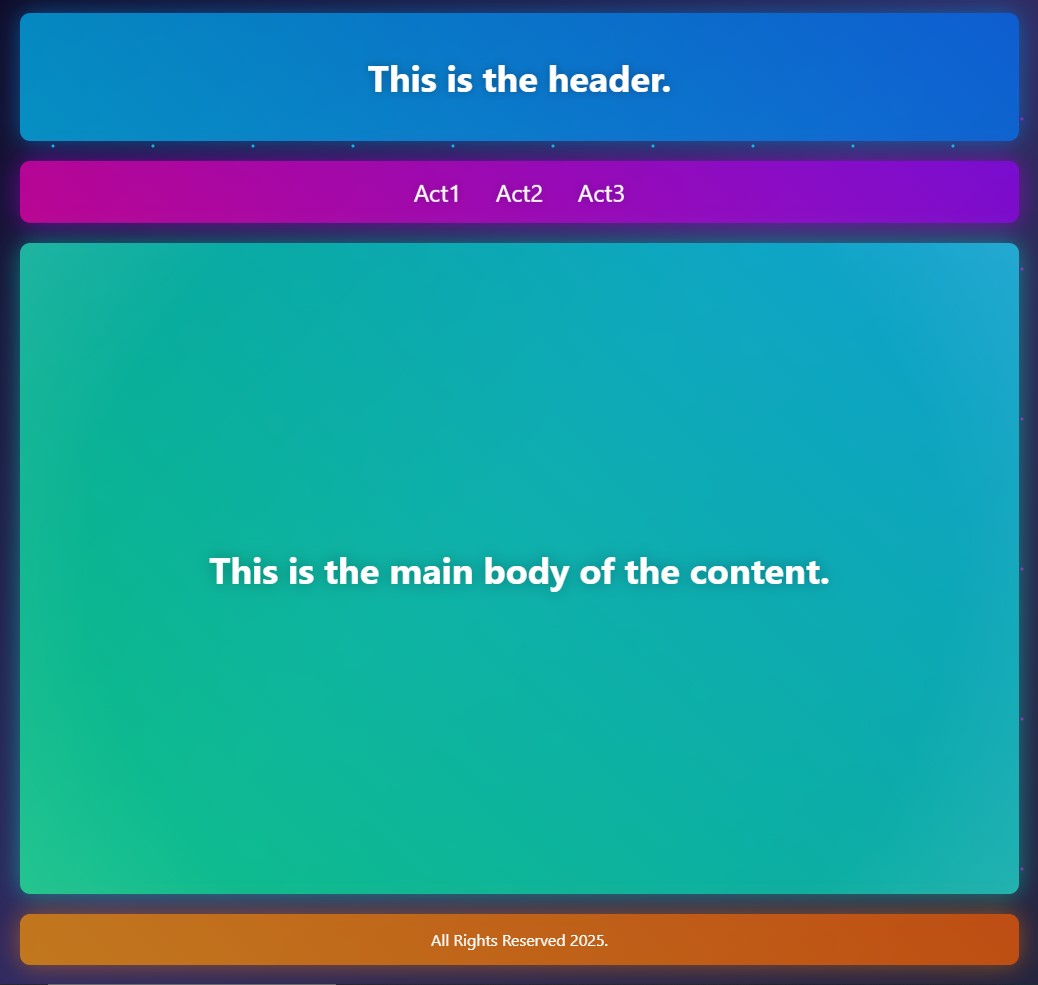 This is the header.
Act1 Act2 Act3
This is the main body of the content.
All Rights Reserved 2025.